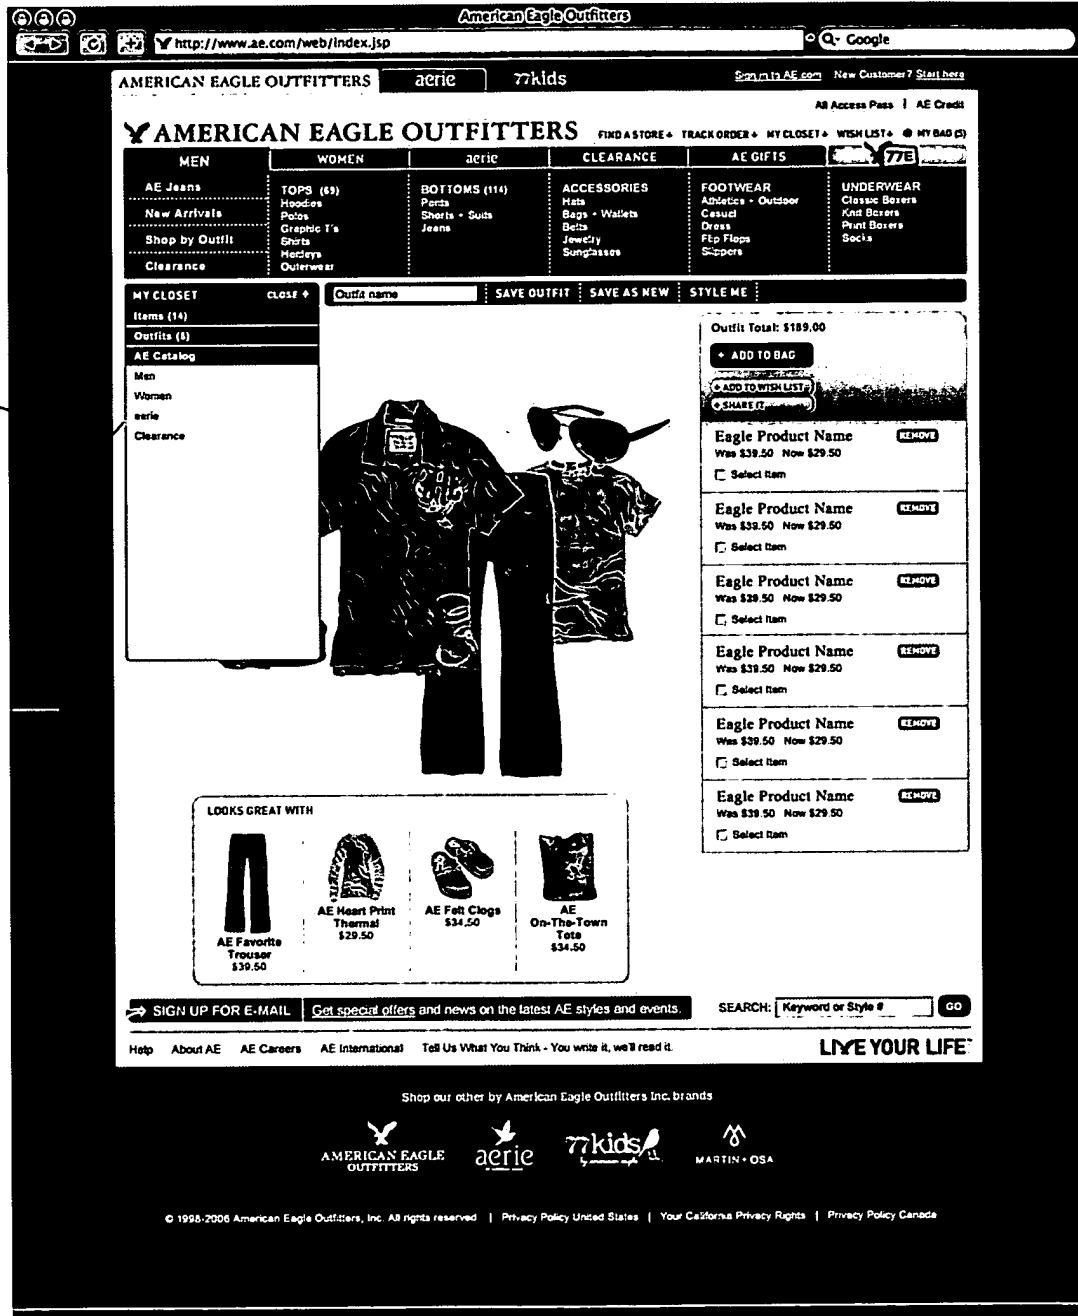 American Eagle Outfitters
http://www.ae.com/web/index.jsp
Google
AMERICAN EAGLE OUTFITTERS aerie 77kids
Sign in to AE.com New Customer? Start here
All Access Pass | AE Credit
AMERICAN EAGLE OUTFITTERS
FIND A STORE TRACK ORDER MY CLOSET WISH LIST MY BAG (5)
MEN WOMEN aerie CLEARANCE AE GIFTS 77E
AE Jeans
New Arrivals
Shop by Outfit
Clearance
TOPS (69)
Hoodies
Polos
Graphic T's
Shirts
Henleys
Outerwear
BOTTOMS (114)
Pants
Shorts + Suits
Jeans
ACCESSORIES
Hats
Bags + Wallets
Belts
Jewelry
Sunglasses
FOOTWEAR
Athletics + Outdoor
Casual
Dress
Flip Flops
Slippers
UNDERWEAR
Classic Boxers
Knit Boxers
Print Boxers
Socks
MY CLOSET CLOSE
Items (14)
Outfits (5)
AE Catalog
Men
Women
aerie
Clearance
Outfit name SAVE OUTFIT SAVE AS NEW STYLE ME
Outfit Total: $189.00
+ ADD TO BAG
+ ADD TO WISH LIST
+ SHARE IT
Eagle Product Name REMOVE
Was $39.50 Now $29.50
Select Item
Eagle Product Name REMOVE
Was $39.50 Now $29.50
Select Item
Eagle Product Name REMOVE
Was $39.50 Now $29.50
Select Item
Eagle Product Name REMOVE
Was $39.50 Now $29.50
Select Item
Eagle Product Name REMOVE
Was $39.50 Now $29.50
Select Item
Eagle Product Name REMOVE
Was $39.50 Now $29.50
Select Item
LOOKS GREAT WITH
AE Favorite
Trouser
$39.50
AE Heart Print
Thermal
$29.50
AE Felt Clogs
$34.50
AE
On-The-Town
Tote
$34.50
SIGN UP FOR E-MAIL Get special offers and news on the latest AE styles and events.
SEARCH: Keyword or Style # GO
Help About AE AE Careers AE International Tell Us What You Think - You write it, we'll read it.
LIVE YOUR LIFE
Shop our other by American Eagle Outfitters Inc. brands
AMERICAN EAGLE
OUTFITTERS
aerie
77kids
by american eagle
MARTIN + OSA
© 1998-2006 American Eagle Outfitters, Inc. All rights reserved | Privacy Policy United States | Your California Privacy Rights | Privacy Policy Canada